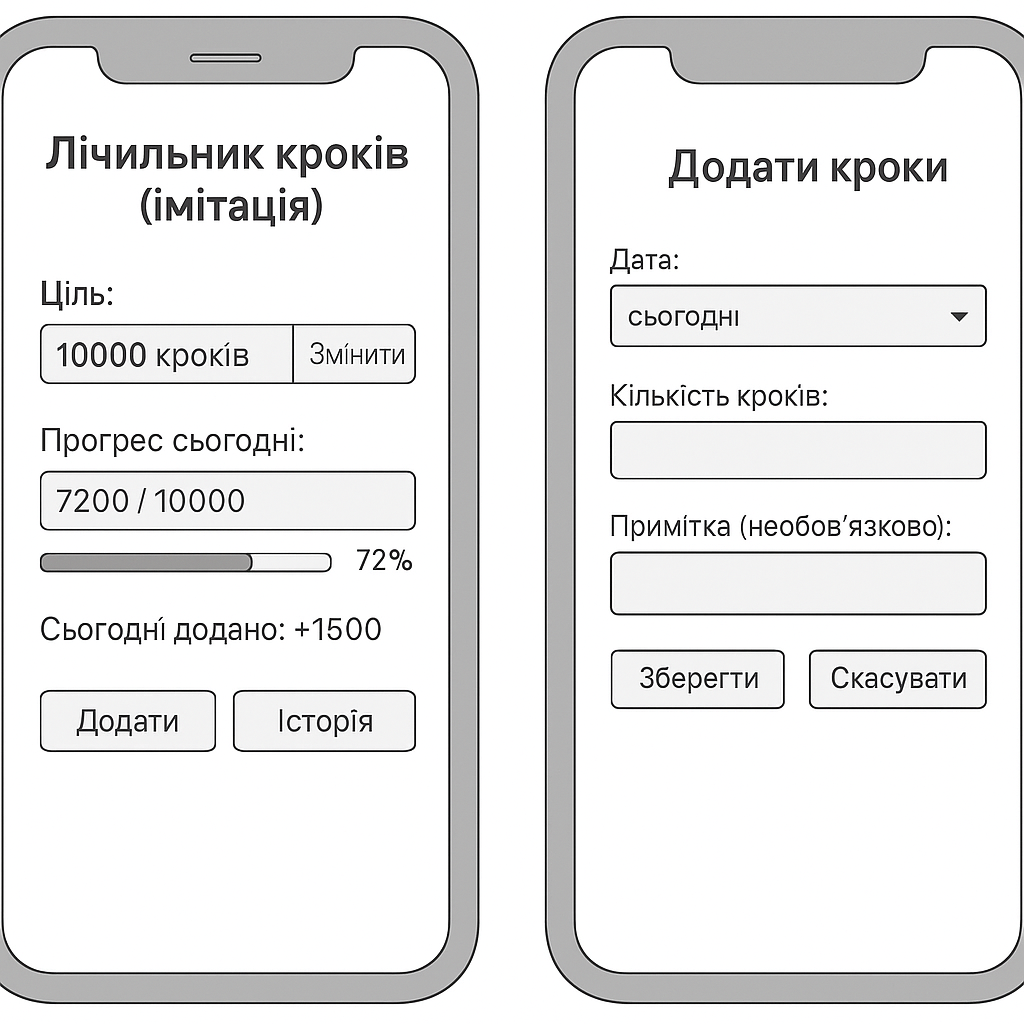 Лічильник кроків
(імітація)
Ціль:
10000 кроків
Змінити
Прогрес сьогодні:
7200 / 10000
72%
Сьогодні додано: +1500
Додати
Історія
Додати кроки
Дата:
сьогодні
Кількість кроків:
Примітка (необов’язково):
Зберегти
Скасувати